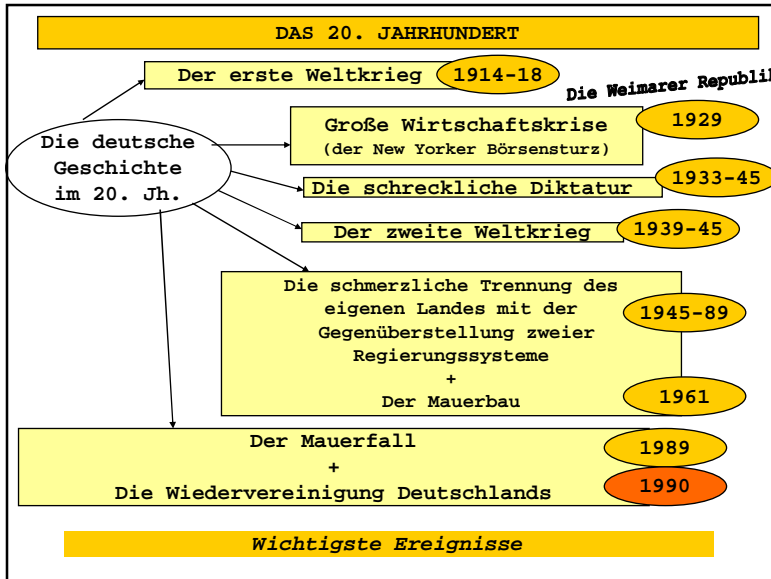 DAS 20. JAHRHUNDERT
Der erste Weltkrieg
1914-18
Die Weimarer Republik
Die deutsche
Geschichte
im 20. Jh.
Große Wirtschaftskrise
(der New Yorker Börsensturz)
1929
Die schreckliche Diktatur
1933-45
Der zweite Weltkrieg
1939-45
Die schmerzliche Trennung des
eigenen Landes mit der
Gegenüberstellung zweier
Regierungssysteme
+
Der Mauerbau
1945-89
1961
Der Mauerfall
+
Die Wiedervereinigung Deutschlands
1989
1990
Wichtigste Ereignisse